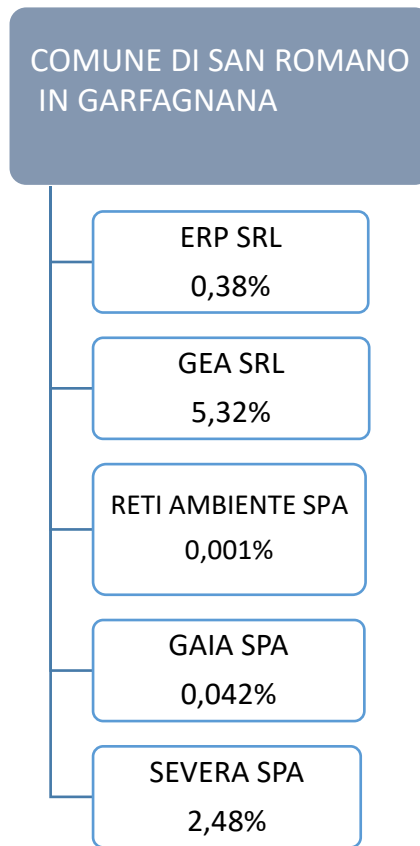 COMUNE DI SAN ROMANO
IN GARFAGNANA
ERP SRL
0,38%
GEA SRL
5,32%
RETI AMBIENTE SPA
0,001%
GAIA SPA
0,042%
SEVERA SPA
2,48%